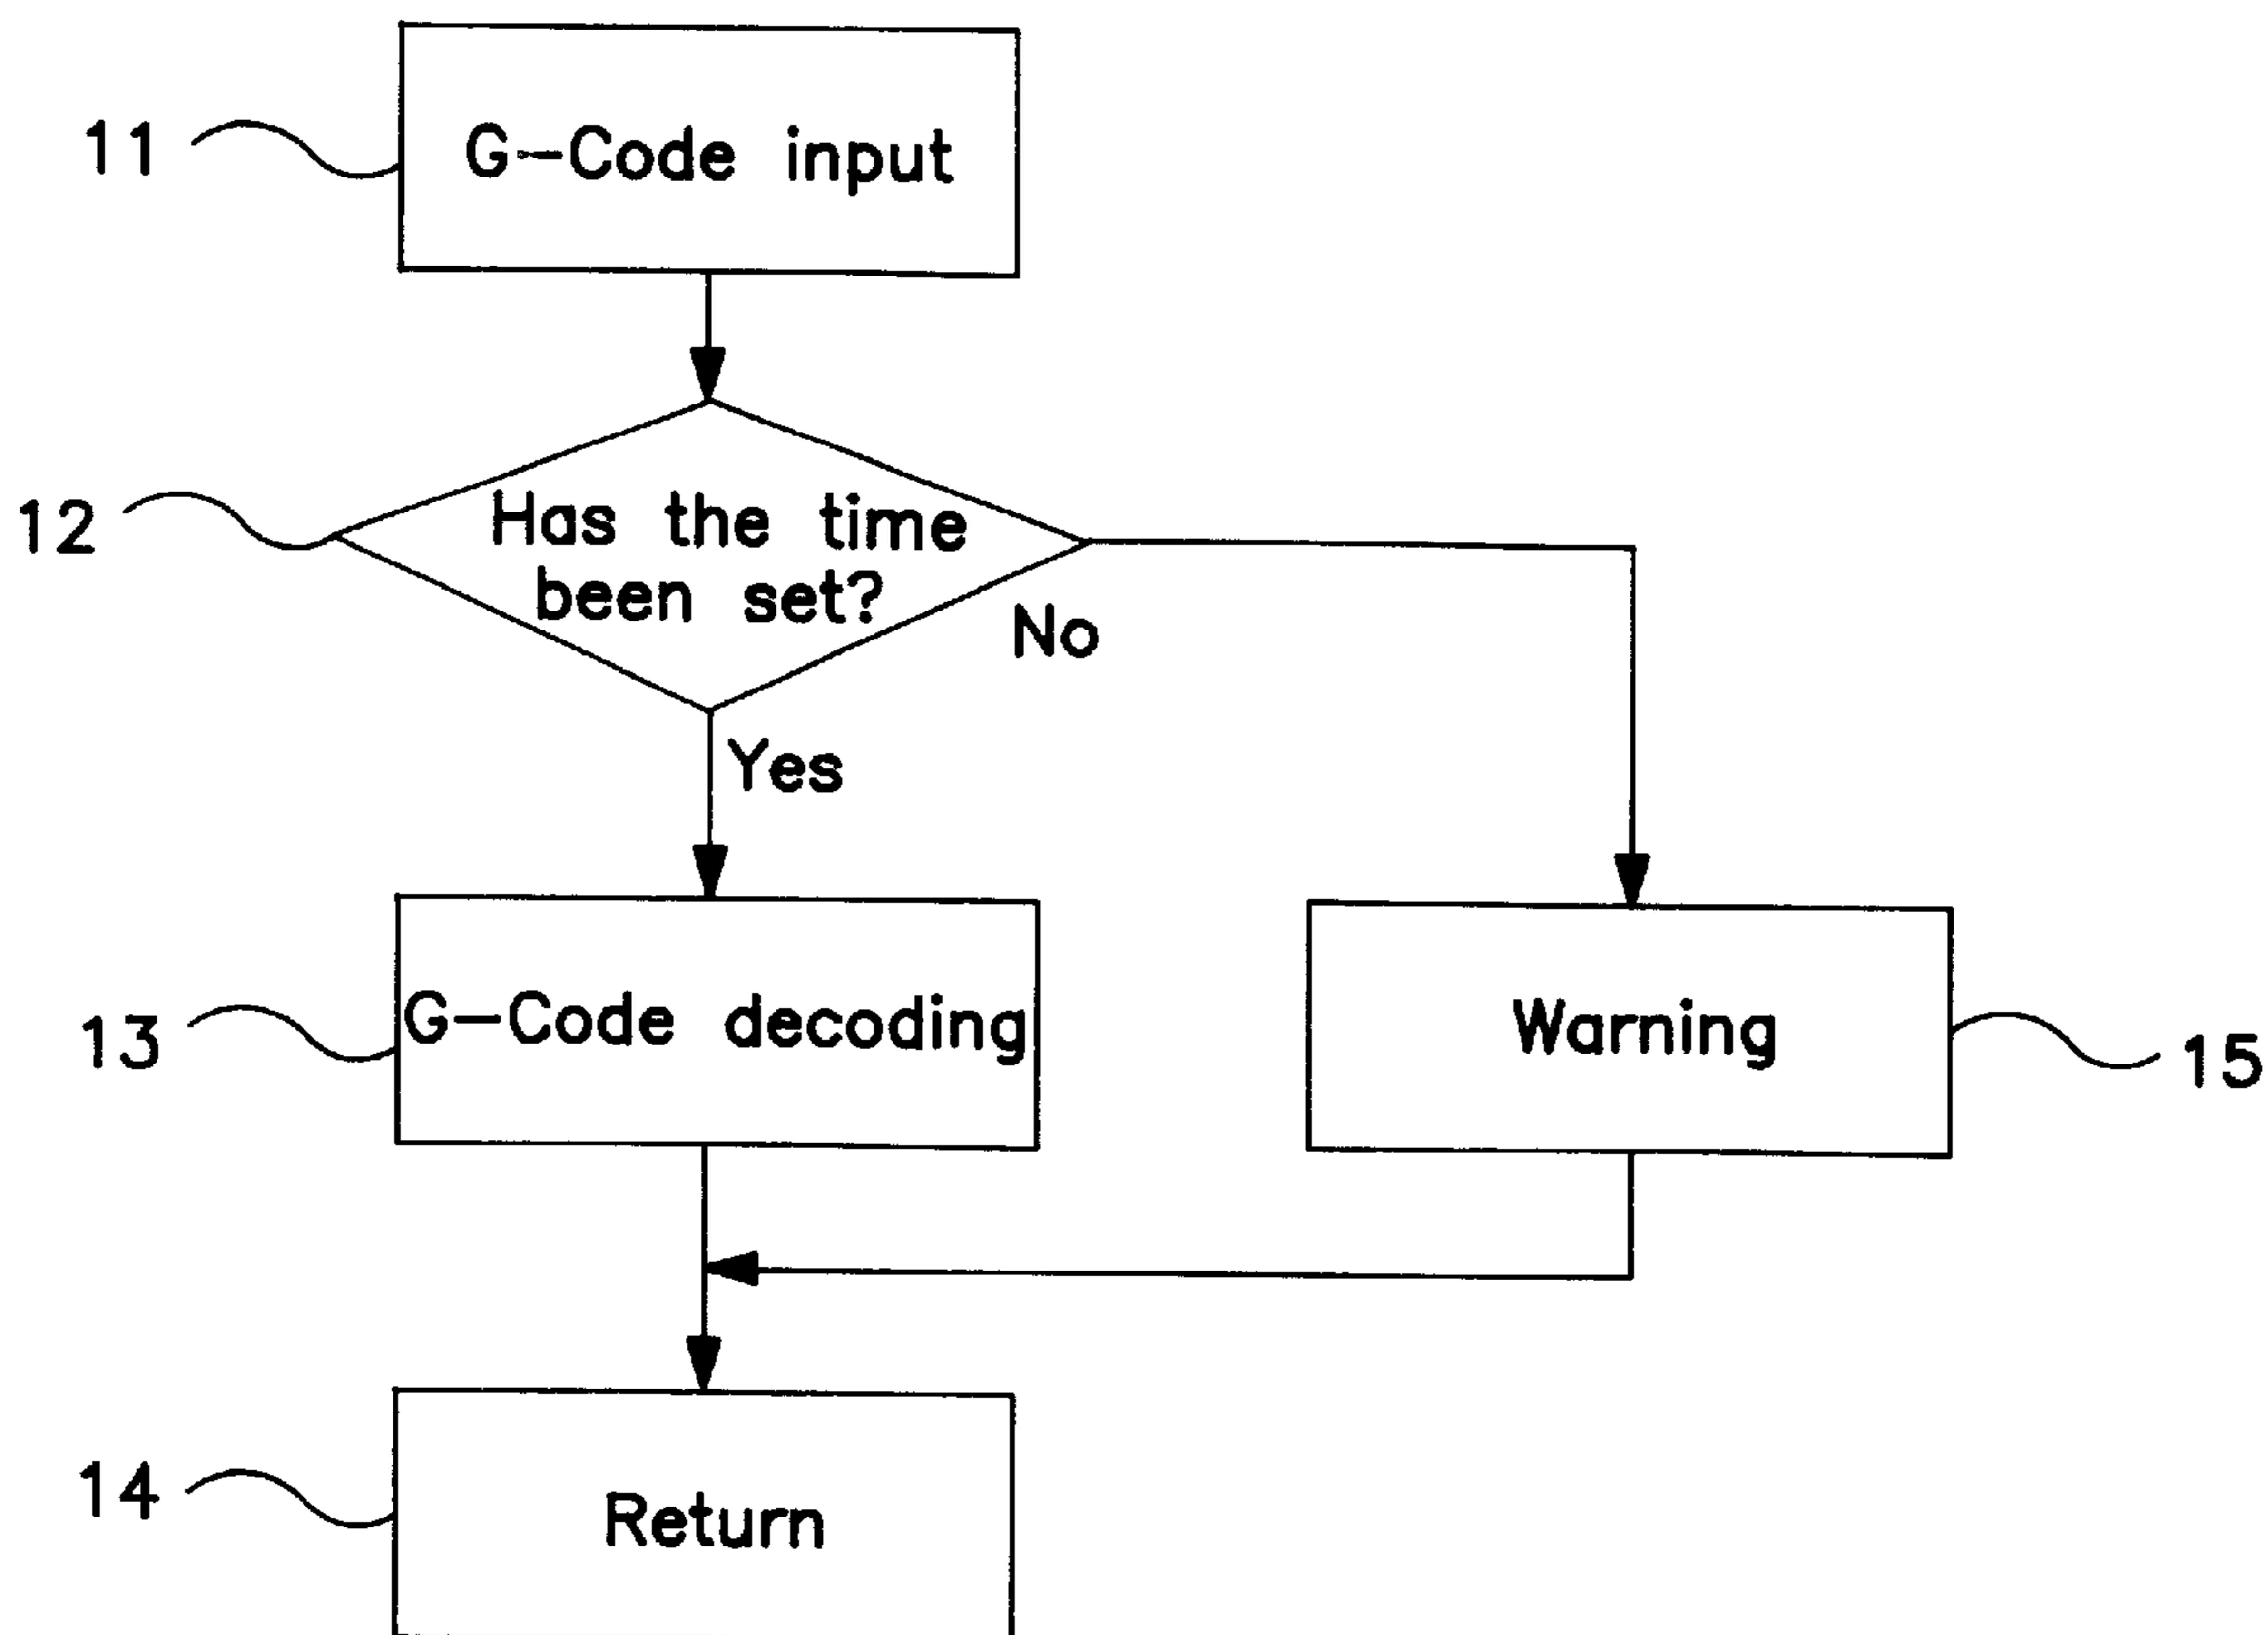 11
G-Code input
12
Has the time
been set?
No
Yes
13
G-Code decoding
Warning
15
14
Return